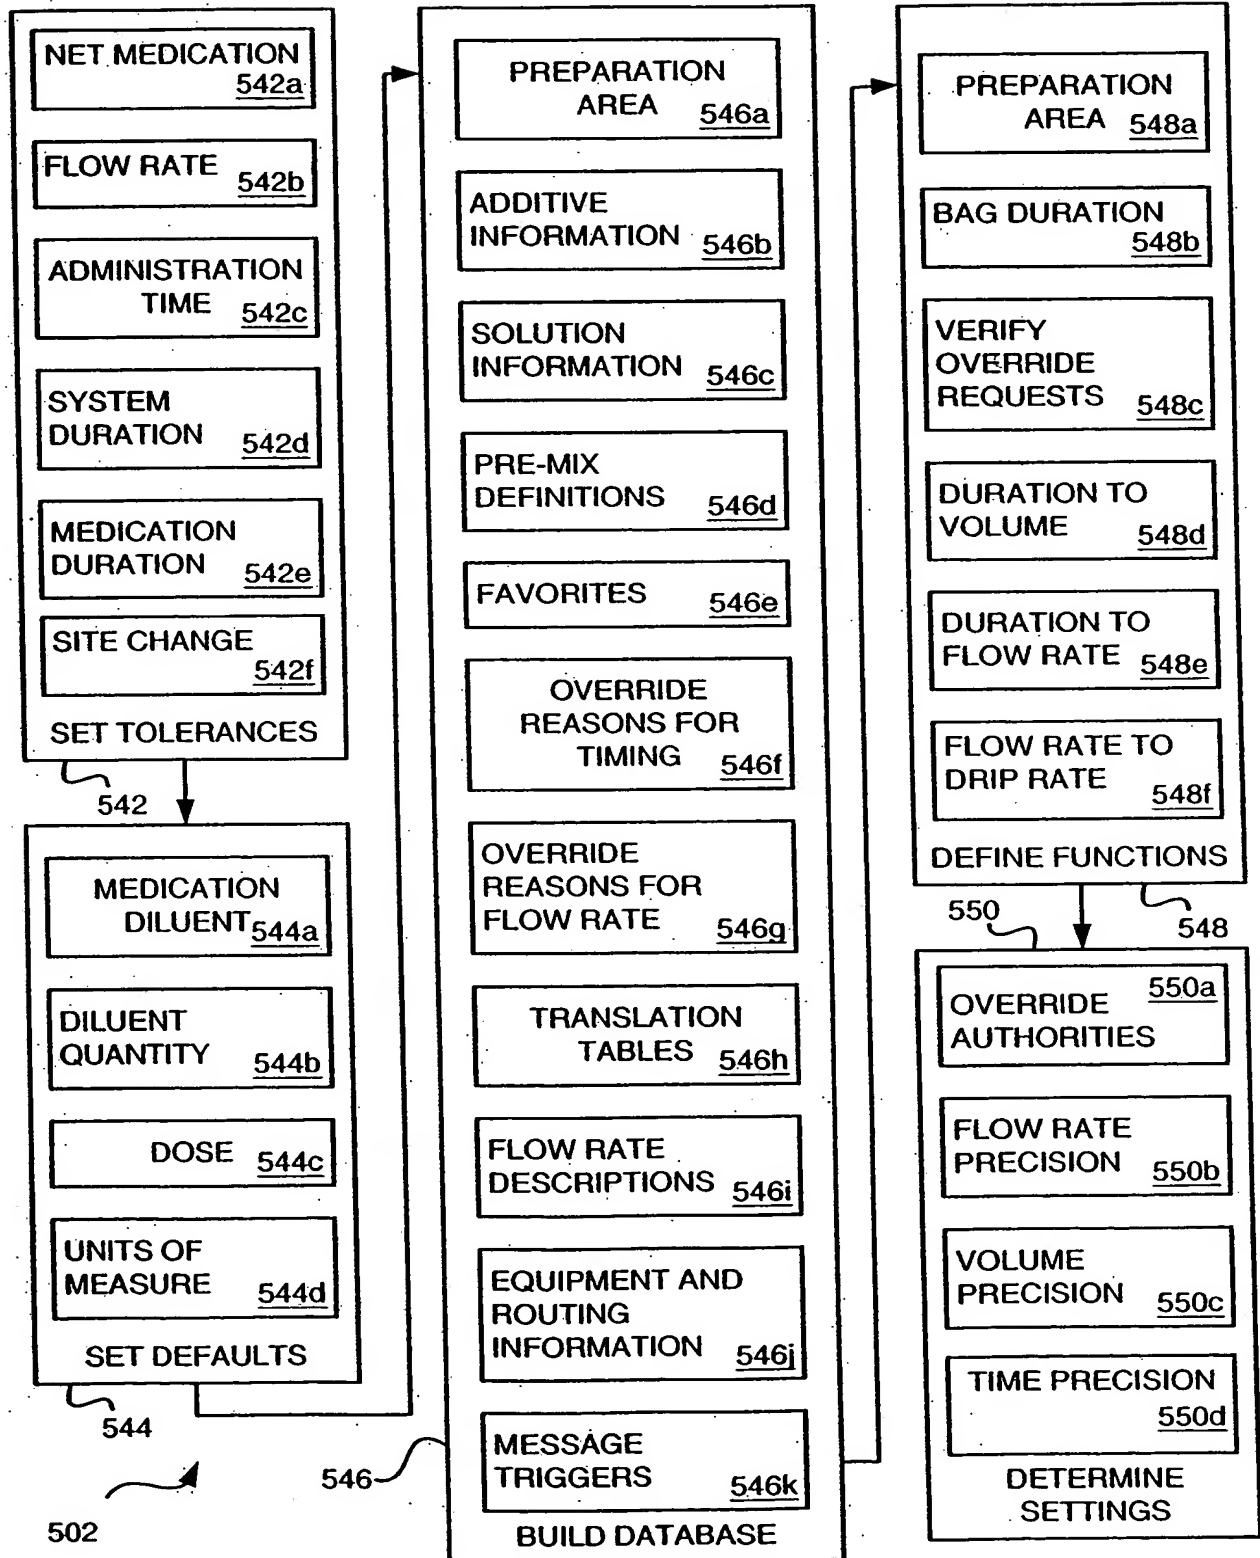 NET MEDICATION
542a
FLOW RATE
542b
ADMINISTRATION
TIME
542c
SYSTEM
DURATION
542d
MEDICATION
DURATION
542e
SITE CHANGE
542f
SET TOLERANCES
542
MEDICATION
DILUENT
544a
DILUENT
QUANTITY
544b
DOSE
544c
UNITS OF
MEASURE
544d
SET DEFAULTS
544
502
PREPARATION
AREA
546a
ADDITIVE
INFORMATION
546b
SOLUTION
INFORMATION
546c
PRE-MIX
DEFINITIONS
546d
FAVORITES
546e
OVERRIDE
REASONS FOR
TIMING
546f
OVERRIDE
REASONS FOR
FLOW RATE
546g
TRANSLATION
TABLES
546h
FLOW RATE
DESCRIPTIONS
546i
EQUIPMENT AND
ROUTING
INFORMATION
546j
MESSAGE
TRIGGERS
546k
BUILD DATABASE
546
PREPARATION
AREA
548a
BAG DURATION
548b
VERIFY
OVERRIDE
REQUESTS
548c
DURATION TO
VOLUME
548d
DURATION TO
FLOW RATE
548e
FLOW RATE TO
DRIP RATE
548f
DEFINE FUNCTIONS
548
550
550a
OVERRIDE
AUTHORITIES
FLOW RATE
PRECISION
550b
VOLUME
PRECISION
550c
TIME PRECISION
550d
DETERMINE
SETTINGS